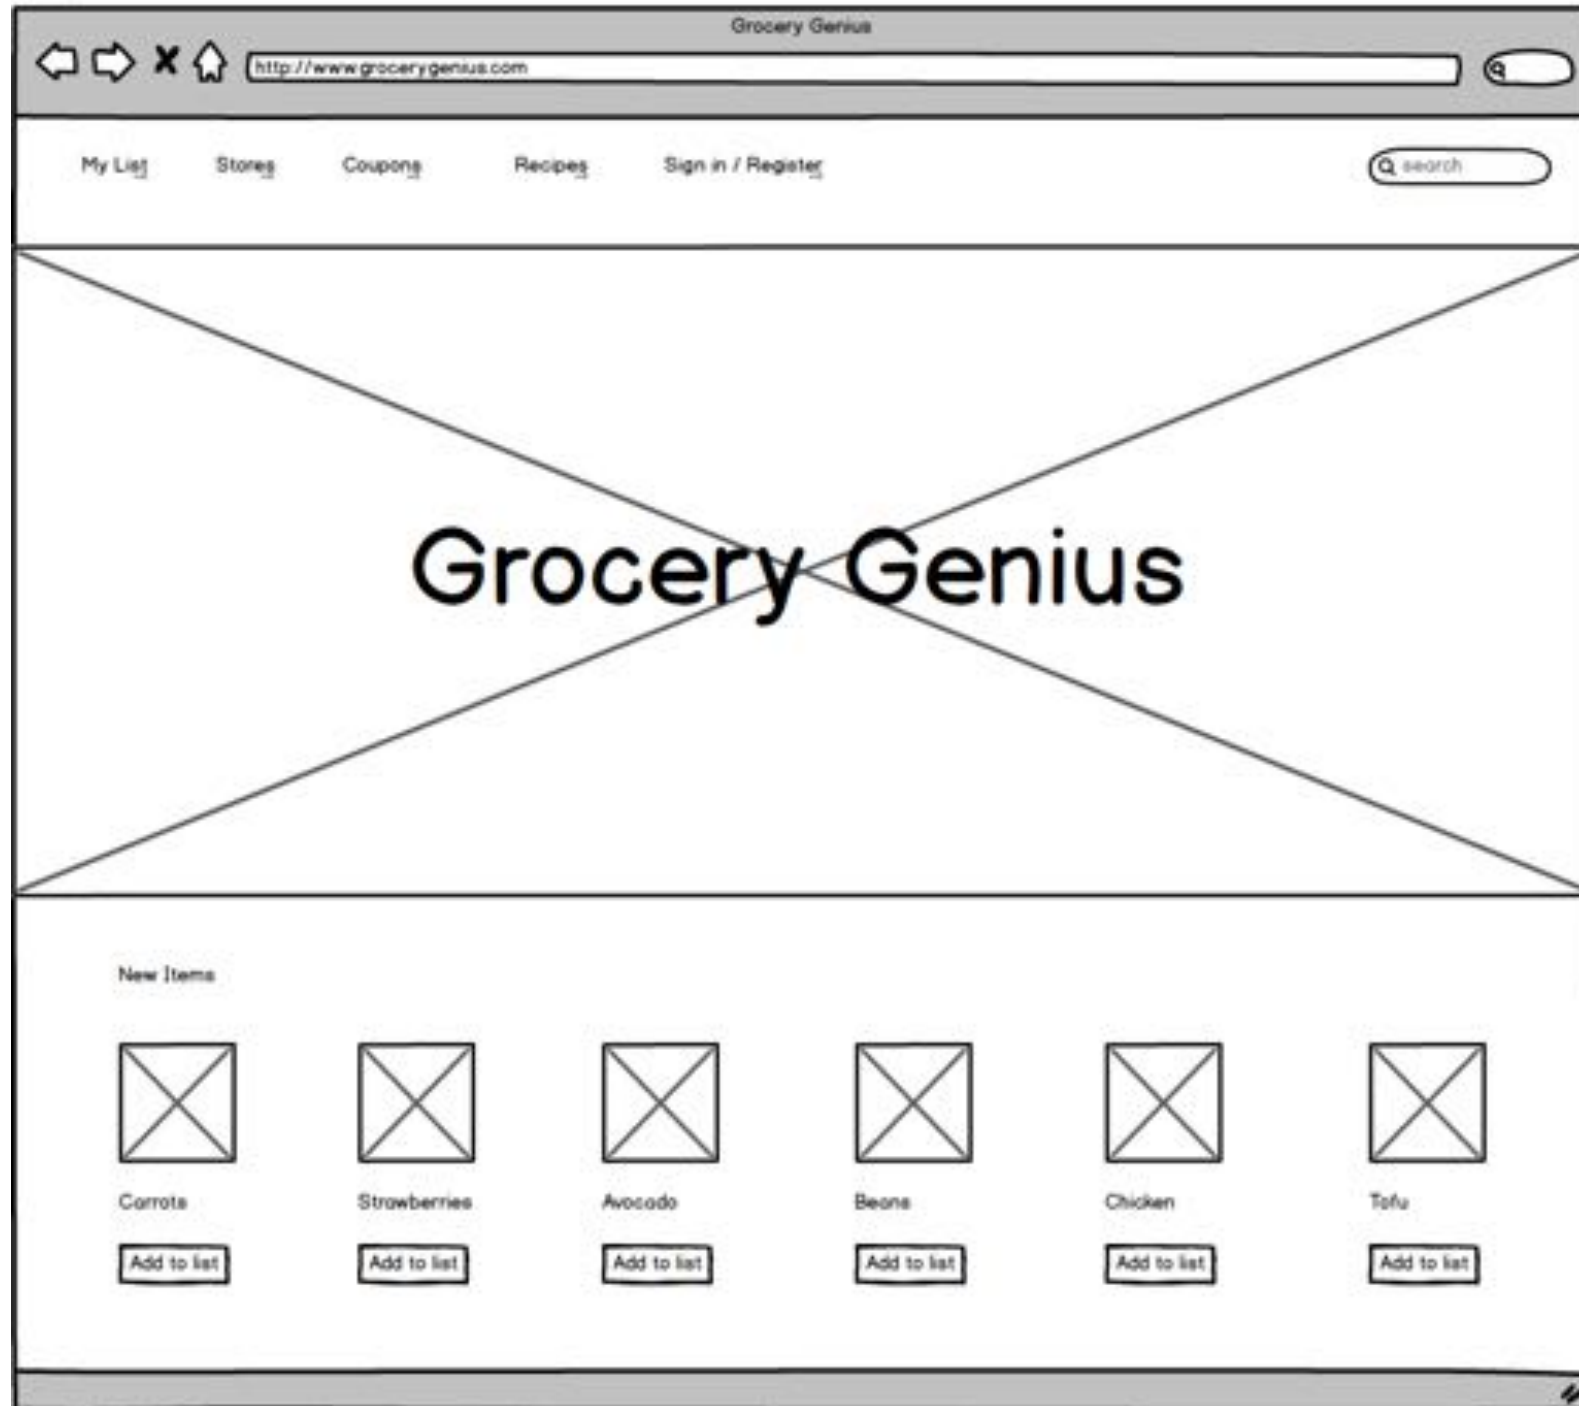 Grocery Genius
http://www.grocerygenius.com
My List Stores Coupons Recipes Sign in / Register search
Grocery Genius
New Items
Carrots Strawberries Avocado Beans Chicken Tofu
Add to list Add to list Add to list Add to list Add to list Add to list